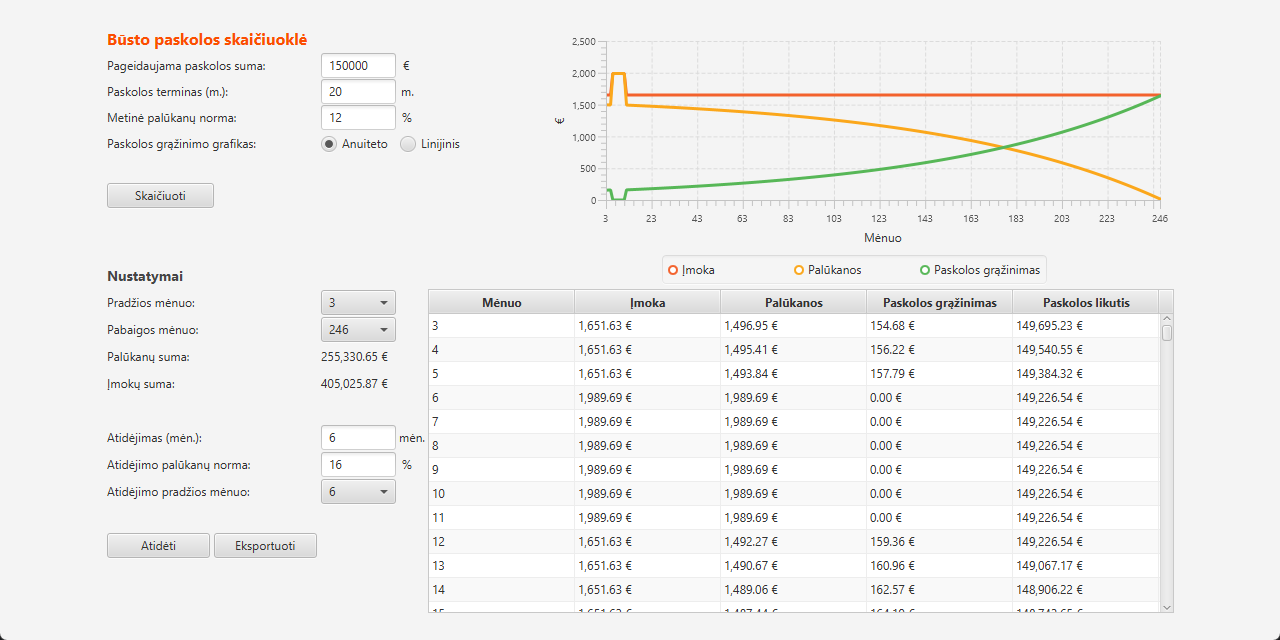 Būsto paskolos skaičiuoklė
Pageidaujama paskolos suma: 150000 €
Paskolos terminas (m.): 20 m.
Metinė palūkanų norma: 12 %
Paskolos grąžinimo grafikas: Anuiteto Linijinis
Skaičiuoti
2,500
2,000
1,500
1,000
500
0
€
3 23 43 63 83 103 123 143 163 183 203 223 246
Mėnuo
Įmoka Palūkanos Paskolos grąžinimas
Nustatymai
Pradžios mėnuo: 3
Pabaigos mėnuo: 246
Palūkanų suma: 255,330.65 €
Įmokų suma: 405,025.87 €
Atidėjimas (mėn.): 6 mėn.
Atidėjimo palūkanų norma: 16 %
Atidėjimo pradžios mėnuo: 6
Atidėti Eksportuoti
Mėnuo Įmoka Palūkanos Paskolos grąžinimas Paskolos likutis
3 1,651.63 € 1,496.95 € 154.68 € 149,695.23 €
4 1,651.63 € 1,495.41 € 156.22 € 149,540.55 €
5 1,651.63 € 1,493.84 € 157.79 € 149,384.32 €
6 1,989.69 € 1,989.69 € 0.00 € 149,226.54 €
7 1,989.69 € 1,989.69 € 0.00 € 149,226.54 €
8 1,989.69 € 1,989.69 € 0.00 € 149,226.54 €
9 1,989.69 € 1,989.69 € 0.00 € 149,226.54 €
10 1,989.69 € 1,989.69 € 0.00 € 149,226.54 €
11 1,989.69 € 1,989.69 € 0.00 € 149,226.54 €
12 1,651.63 € 1,492.27 € 159.36 € 149,226.54 €
13 1,651.63 € 1,490.67 € 160.96 € 149,067.17 €
14 1,651.63 € 1,489.06 € 162.57 € 148,906.22 €